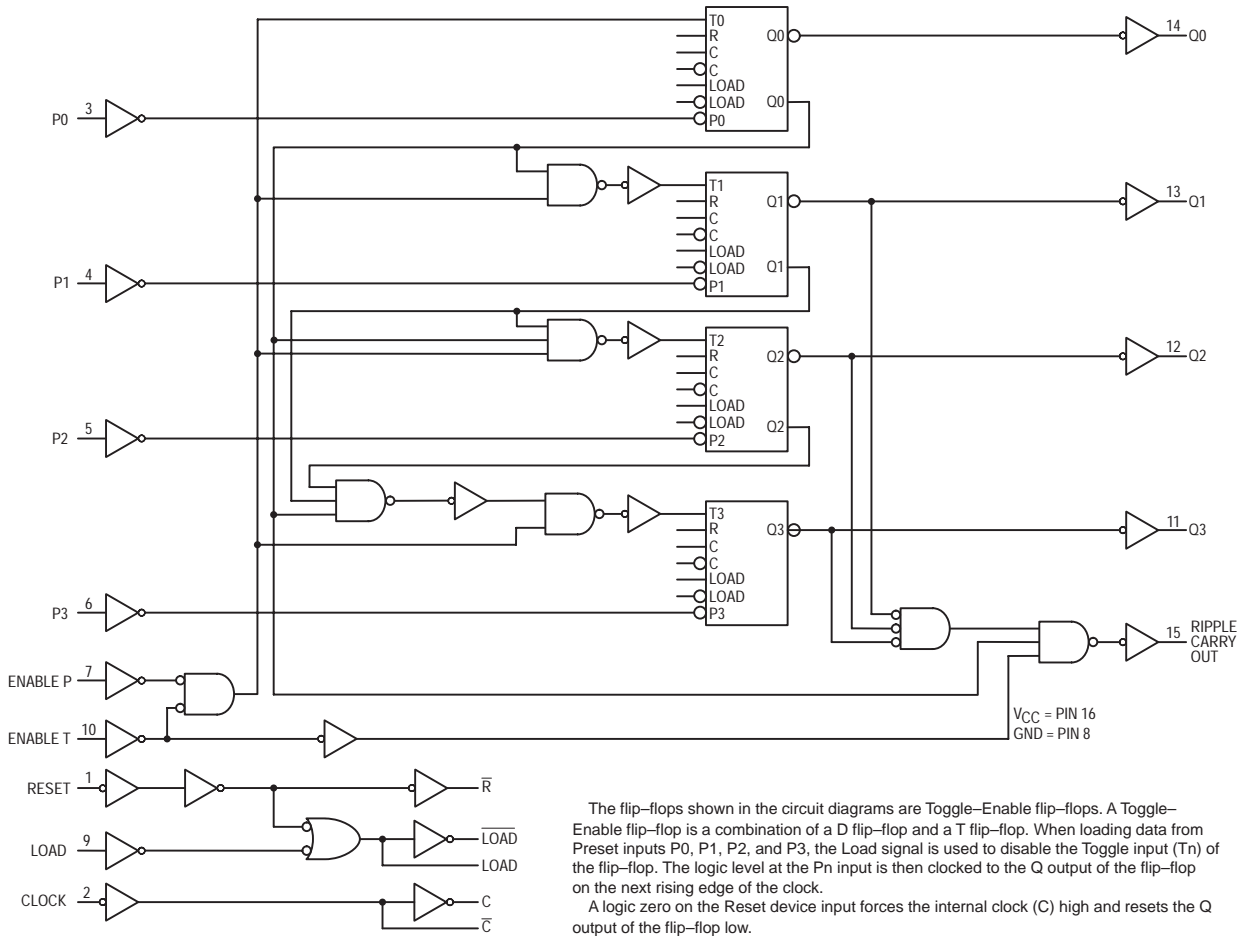 T0
R
C
C
LOAD
LOAD
P0
Q0
Q0
14
Q0
P0
3
T1
R
C
C
LOAD
LOAD
P1
Q1
Q1
13
Q1
P1
4
T2
R
C
C
LOAD
LOAD
P2
Q2
Q2
12
Q2
P2
5
T3
R
C
C
LOAD
LOAD
P3
Q3
11
Q3
P3
6
15
RIPPLE
CARRY
OUT
ENABLE P
7
ENABLE T
10
VCC = PIN 16
GND = PIN 8
RESET
1
R
LOAD
9
LOAD
LOAD
CLOCK
2
C
C
The flip–flops shown in the circuit diagrams are Toggle–Enable flip–flops. A Toggle–
Enable flip–flop is a combination of a D flip–flop and a T flip–flop. When loading data from
Preset inputs P0, P1, P2, and P3, the Load signal is used to disable the Toggle input (Tn) of
the flip–flop. The logic level at the Pn input is then clocked to the Q output of the flip–flop
on the next rising edge of the clock.
A logic zero on the Reset device input forces the internal clock (C) high and resets the Q
output of the flip–flop low.